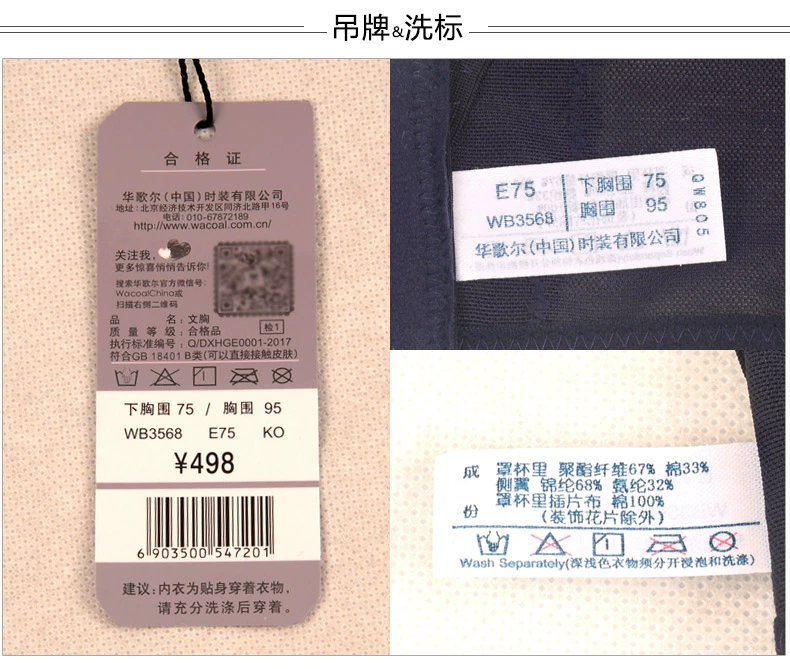 吊牌&洗标
合格证
华歌尔(中国)时装有限公司
地址:北京经济技术开发区同济北路甲16号
电话:010-67872189
http://www.wacoal.com.cn/
关注我,
更多惊喜悄悄告诉你!
搜索华歌尔官方微信号:
WacoalChina或
扫描右侧二维码
品 名:文胸
质量等级:合格品 检1
执行标准编号:Q/DXHGE0001-2017
符合GB 18401 B类(可以直接接触皮肤)
下胸围 75 / 胸围 95
WB3568 E75 KO
¥498
6 903500 547201
建议:内衣为贴身穿着衣物,
请充分洗涤后穿着。
E75 下胸围 75
WB3568 胸围 95
QW805
华歌尔(中国)时装有限公司
成 罩杯里 聚酯纤维67% 棉33%
侧翼 锦纶68% 氨纶32%
份 罩杯里插片布 棉100%
(装饰花片除外)
Wash Separately(深浅色衣物须分开浸泡和洗涤)